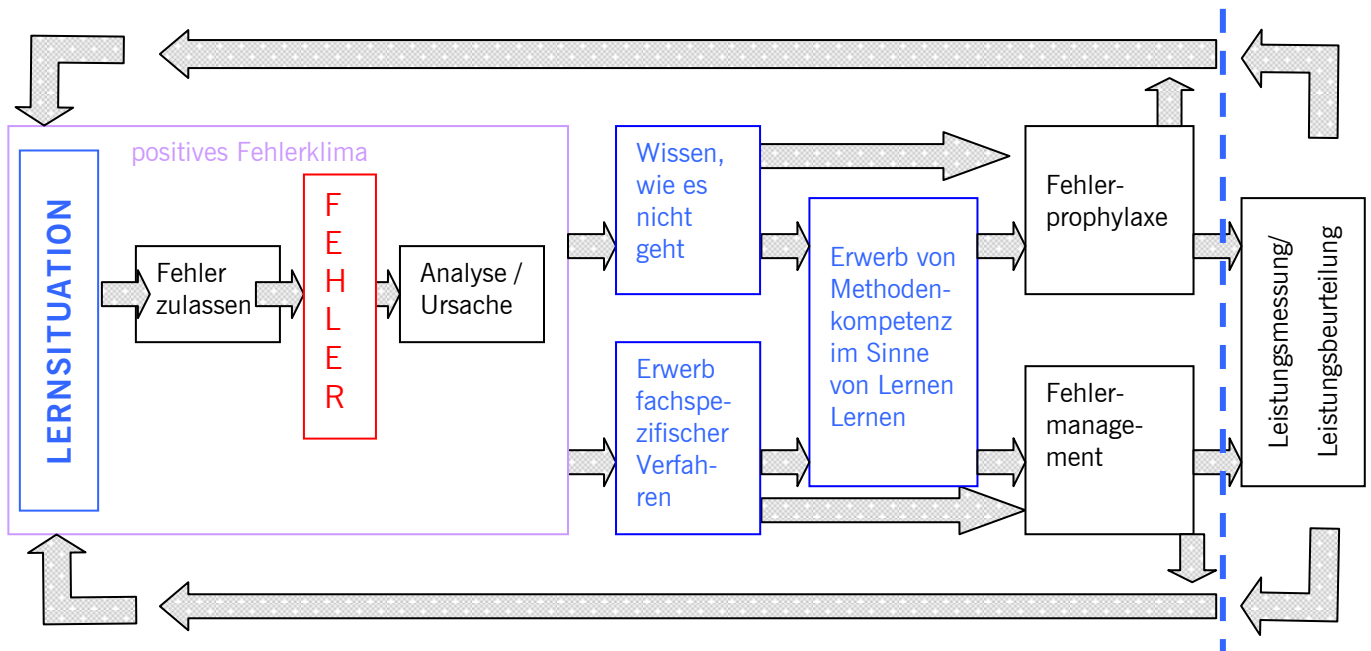 positives Fehlerklima
LERNSITUATION
Fehler
zulassen
F
E
H
L
E
R
Analyse /
Ursache
Wissen,
wie es
nicht
geht
Erwerb
fachspe-
zifischer
Verfah-
ren
Erwerb von
Methoden-
kompetenz
im Sinne
von Lernen
Lernen
Fehler-
prophylaxe
Fehler-
manage-
ment
Leistungsmessung/
Leistungsbeurteilung